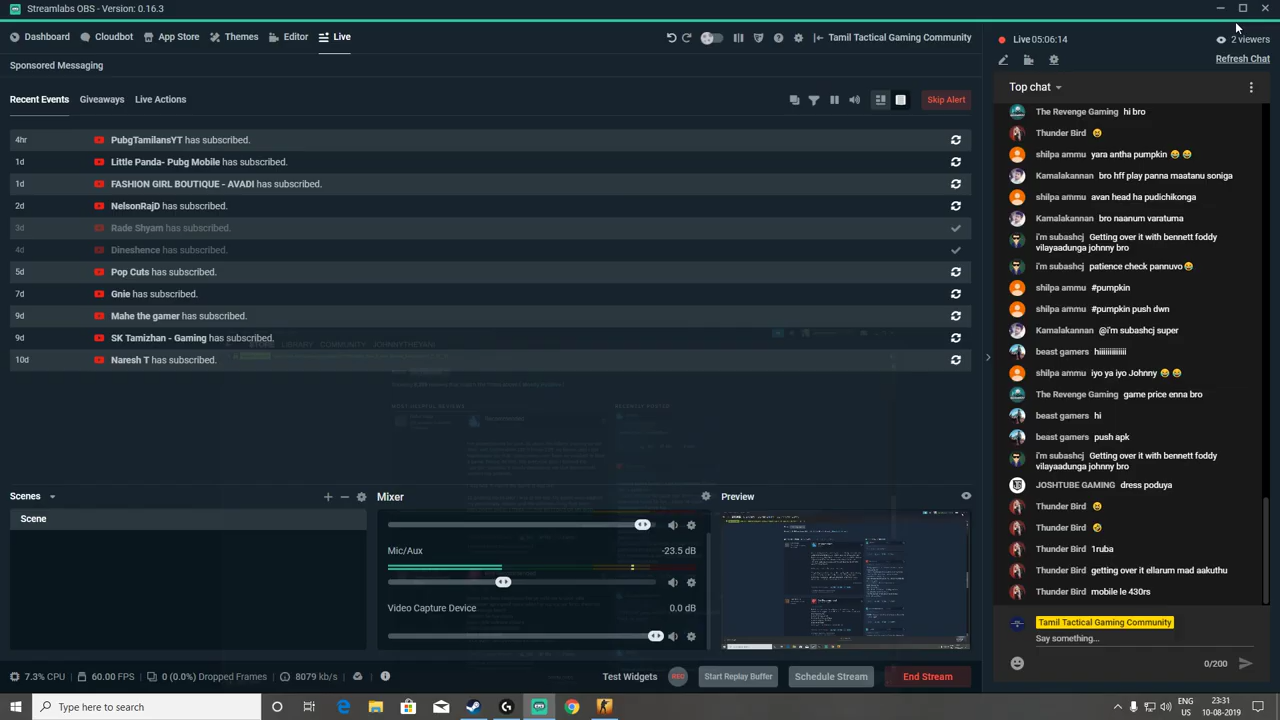 Streamlabs OBS - Version: 0.16.3
Dashboard Cloudbot App Store Themes Editor Live Tamil Tactical Gaming Community
Sponsored Messaging
Recent Events Giveaways Live Actions Skip Alert
4hr PubgTamilansYT has subscribed.
1d Little Panda- Pubg Mobile has subscribed.
1d FASHION GIRL BOUTIQUE - AVADI has subscribed.
2d NelsonRajD has subscribed.
3d Rade Shyam has subscribed.
4d Dineshence has subscribed.
5d Pop Cuts has subscribed.
7d Gnie has subscribed.
9d Mahe the gamer has subscribed.
9d SK Tamizhan - Gaming has subscribed.
10d Naresh T has subscribed.
STORE LIBRARY COMMUNITY
MOST HELPFUL REVIEWS RECENTLY POSTED
Scenes
Scene
Mixer
Mic/Aux -23.5 dB
Video Capture Device 0.0 dB
Preview
7.3% CPU 60.00 FPS 0 (0.0%) Dropped Frames 8079 kb/s Test Widgets REC Start Replay Buffer Schedule Stream End Stream
Live 05:06:14 2 viewers
Refresh Chat
Top chat
The Revenge Gaming hi bro
Thunder Bird 😆
shilpa ammu yara antha pumpkin 😂 😂
Kamalakannan bro hff play panna maatanu soniga
shilpa ammu avan head ha pudichikonga
Kamalakannan bro naanum varatuma
i'm subashcj Getting over it with bennett foddy
vilayaadunga johnny bro
i'm subashcj patience check pannuvo😂
shilpa ammu #pumpkin
shilpa ammu #pumpkin push dwn
Kamalakannan @i'm subashcj super
beast gamers hiiiiiiiiiiiii
shilpa ammu iyo ya iyo Johnny 😂 😂
The Revenge Gaming game price enna bro
beast gamers hi
beast gamers push apk
i'm subashcj Getting over it with bennett foddy
vilayaadunga johnny bro
JOSHTUBE GAMING dress poduya
Thunder Bird 😆
Thunder Bird 🤣
Thunder Bird 1ruba
Thunder Bird getting over it ellarum mad aakuthu
Thunder Bird mobile le 430rs
Tamil Tactical Gaming Community
Say something...
0/200
Type here to search
ENG
US
23:31
10-08-2019